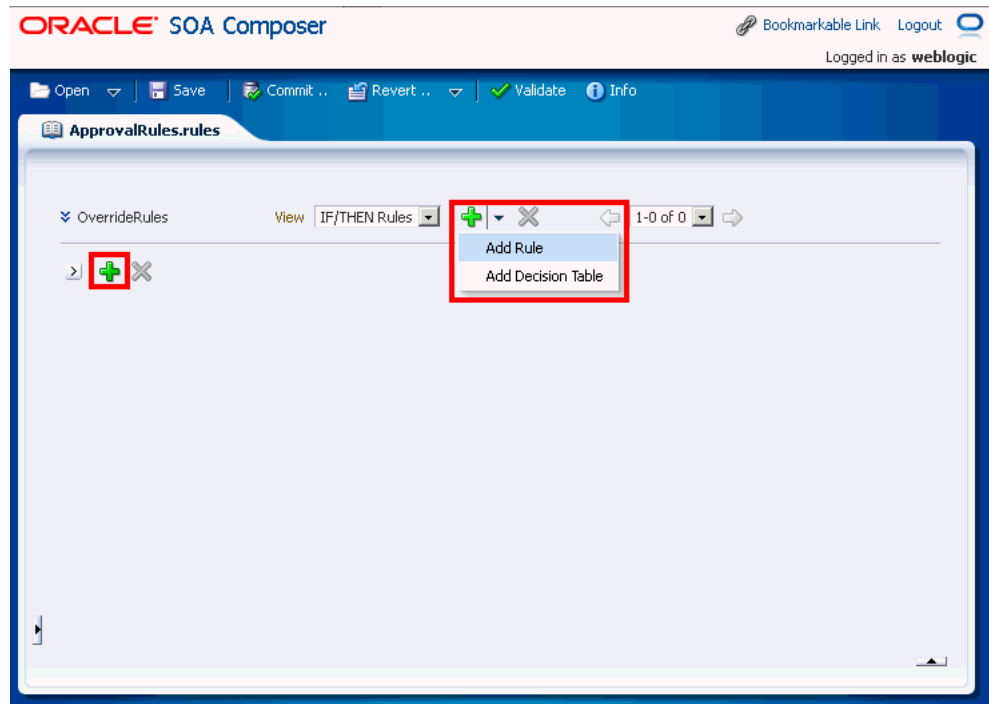 ORACLE SOA Composer
Bookmarkable Link Logout
Logged in as weblogic
Open Save Commit .. Revert .. Validate Info
ApprovalRules.rules
OverrideRules View IF/THEN Rules 1-0 of 0
Add Rule
Add Decision Table